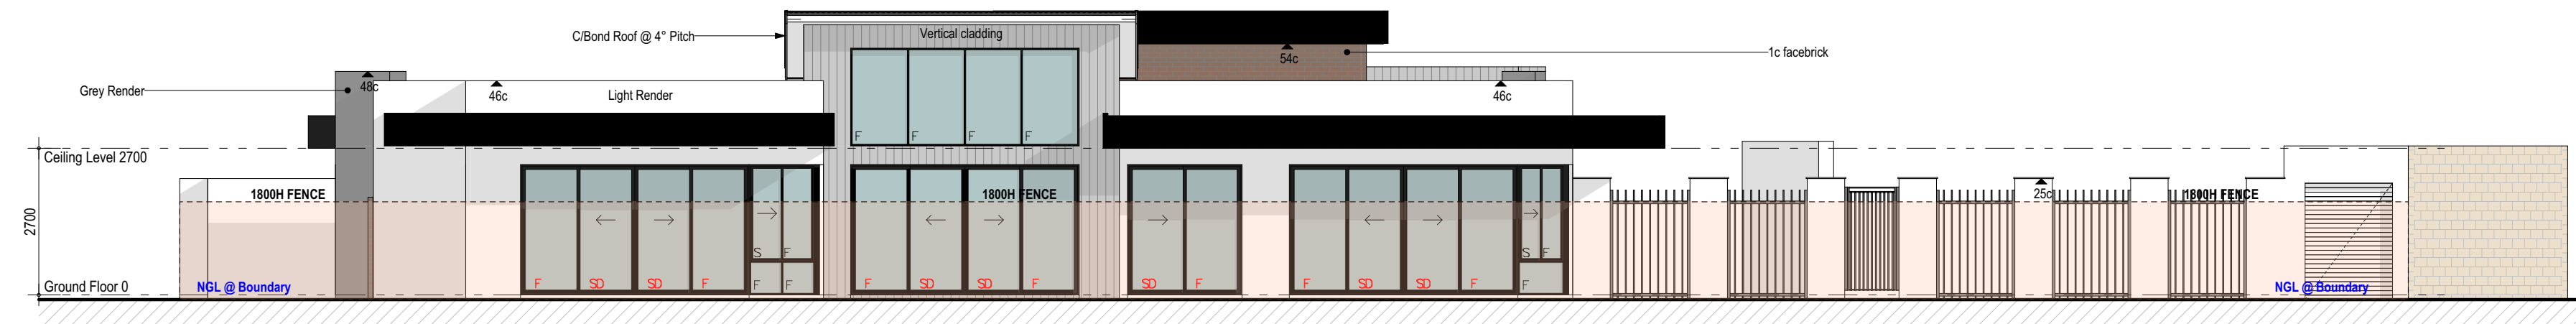 Vertical cladding
C/Bond Roof @ 4° Pitch
1c facebrick
54c
48c
Grey Render
46c
Light Render
46c
F F F F
Ceiling Level 2700
1800H FENCE
1800H FENCE
25c
1800H FENCE
2700
S F
S F
F SD SD F F F
F SD SD F
SD F
F SD SD F F
Ground Floor 0
NGL @ Boundary
NGL @ Boundary